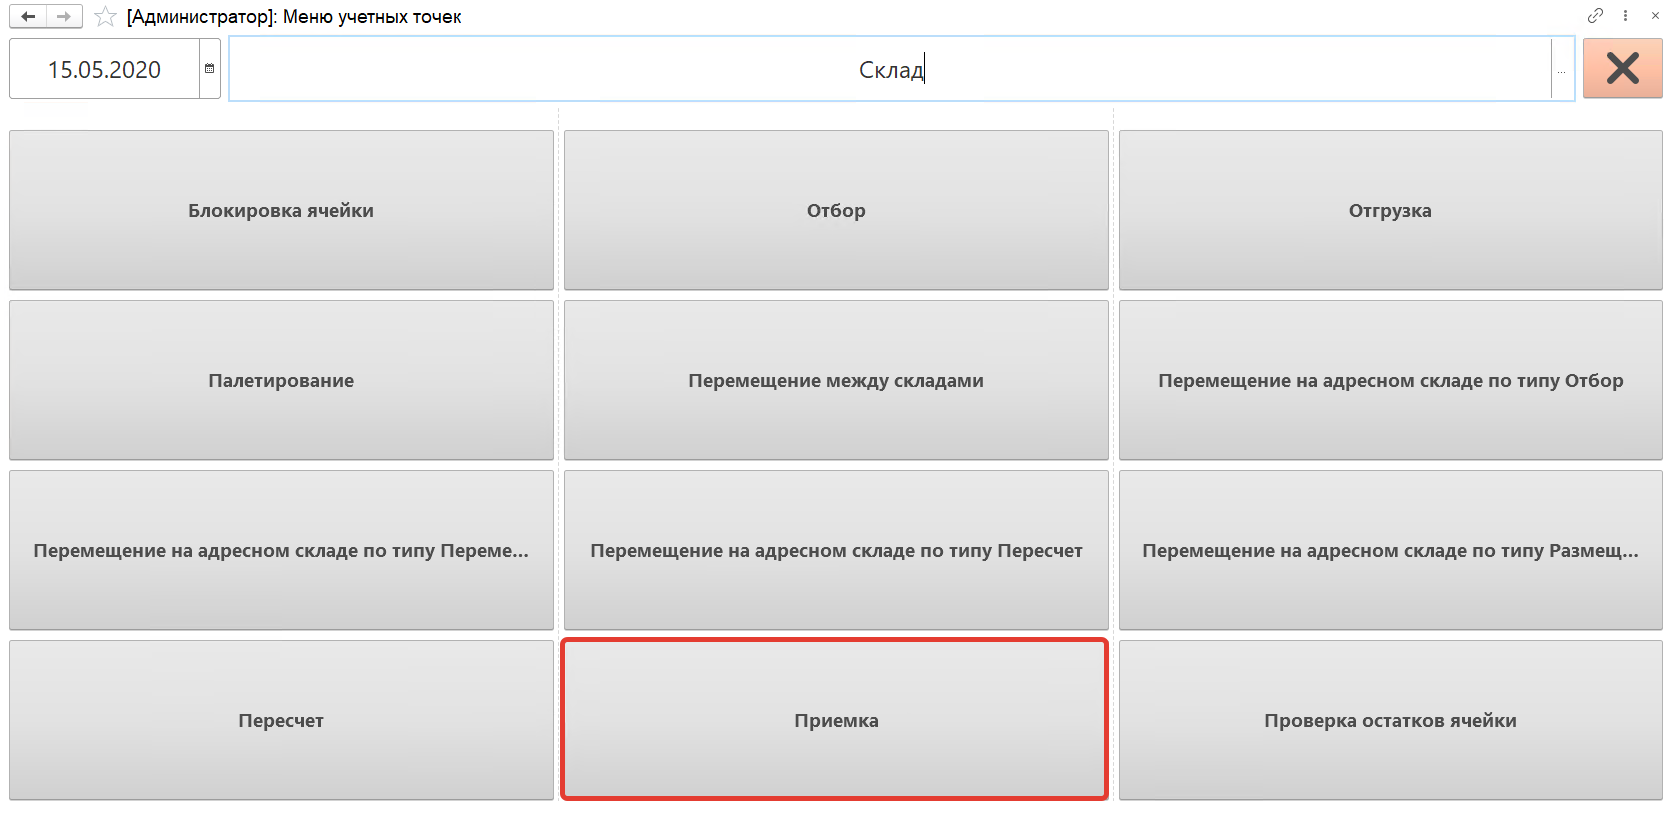 [Администратор]: Меню учетных точек
15.05.2020
Склад
...
Блокировка ячейки
Отбор
Отгрузка
Палетирование
Перемещение между складами
Перемещение на адресном складе по типу Отбор
Перемещение на адресном складе по типу Переме...
Перемещение на адресном складе по типу Пересчет
Перемещение на адресном складе по типу Размещ...
Пересчет
Приемка
Проверка остатков ячейки